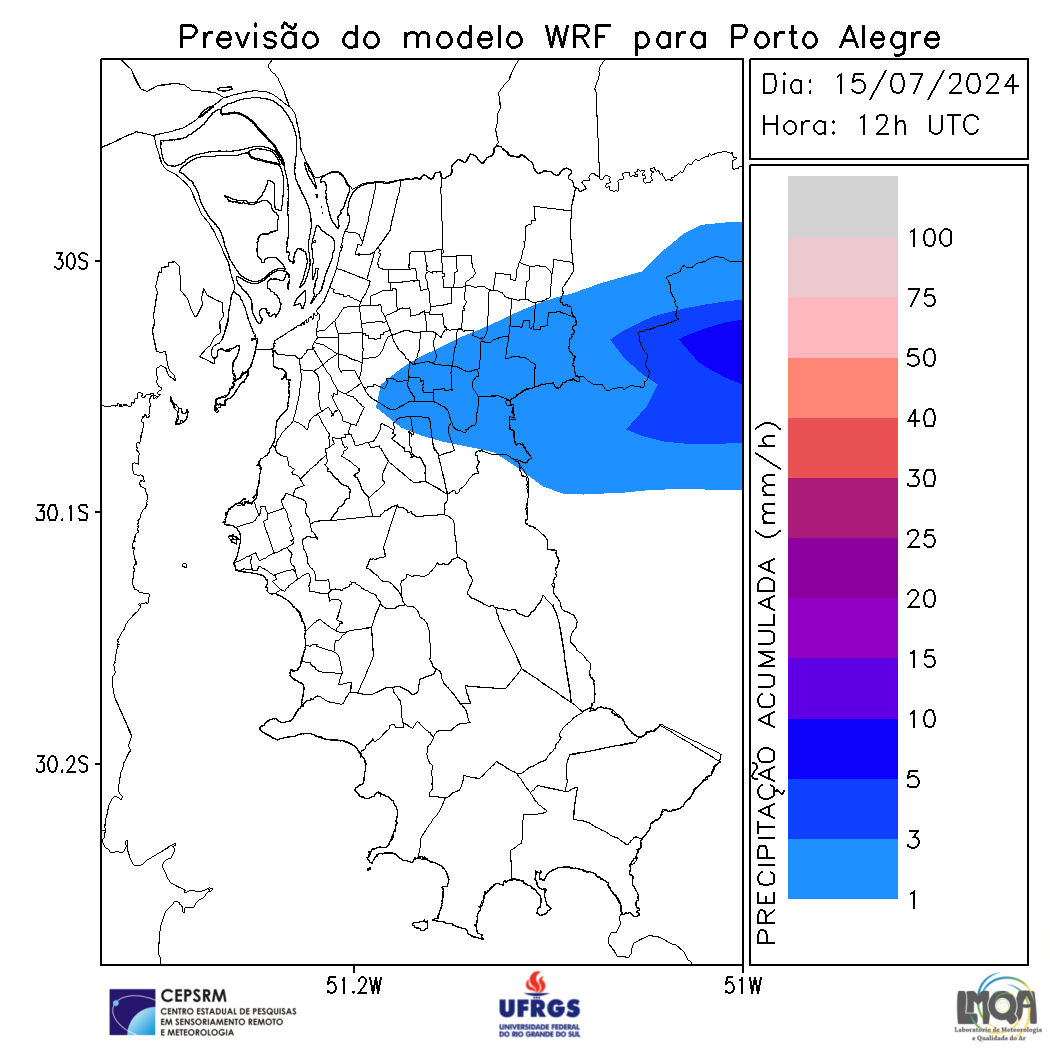 Previsão do modelo WRF para Porto Alegre
Dia: 15/07/2024
Hora: 12h UTC
30S
30.1S
30.2S
51.2W
51W
PRECIPITAÇÃO ACUMULADA (mm/h)
100
75
50
40
30
25
20
15
10
5
3
1
CEPSRM
CENTRO ESTADUAL DE PESQUISAS
EM SENSORIAMENTO REMOTO
E METEOROLOGIA
UFRGS
UNIVERSIDADE FEDERAL
DO RIO GRANDE DO SUL
LMQA
Laboratório de Meteorologia
e Qualidade do Ar